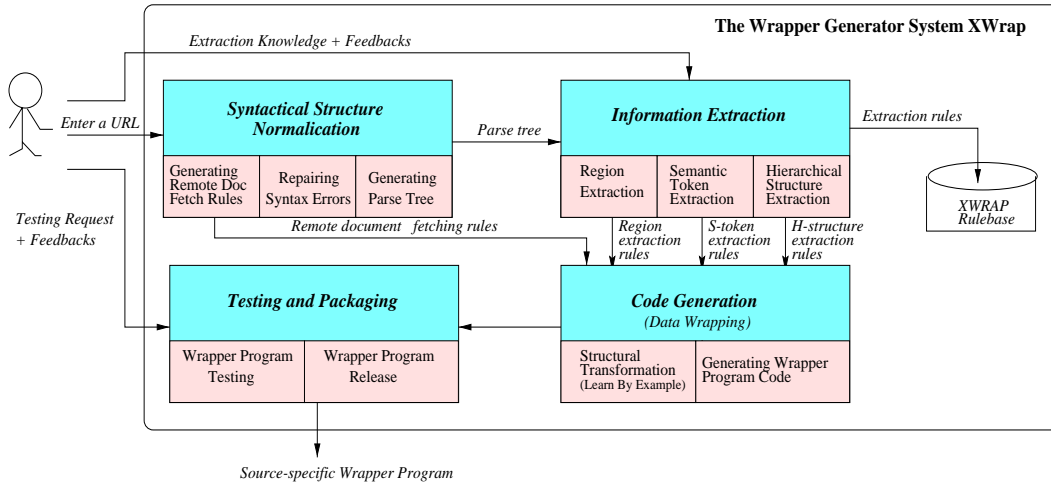 The Wrapper Generator System XWrap
Extraction Knowledge + Feedbacks
Enter a URL
Syntactical Structure
Normalication
Parse tree
Information Extraction
Extraction rules
Generating
Remote Doc
Fetch Rules
Repairing
Syntax Errors
Generating
Parse Tree
Region
Extraction
Semantic
Token
Extraction
Hierarchical
Structure
Extraction
XWRAP
Rulebase
Testing Request
+ Feedbacks
Remote document fetching rules
Region
extraction
rules
S-token
extraction
rules
H-structure
extraction
rules
Testing and Packaging
Code Generation
(Data Wrapping)
Wrapper Program
Testing
Wrapper Program
Release
Structural
Transformation
(Learn By Example)
Generating Wrapper
Program Code
Source-specific Wrapper Program